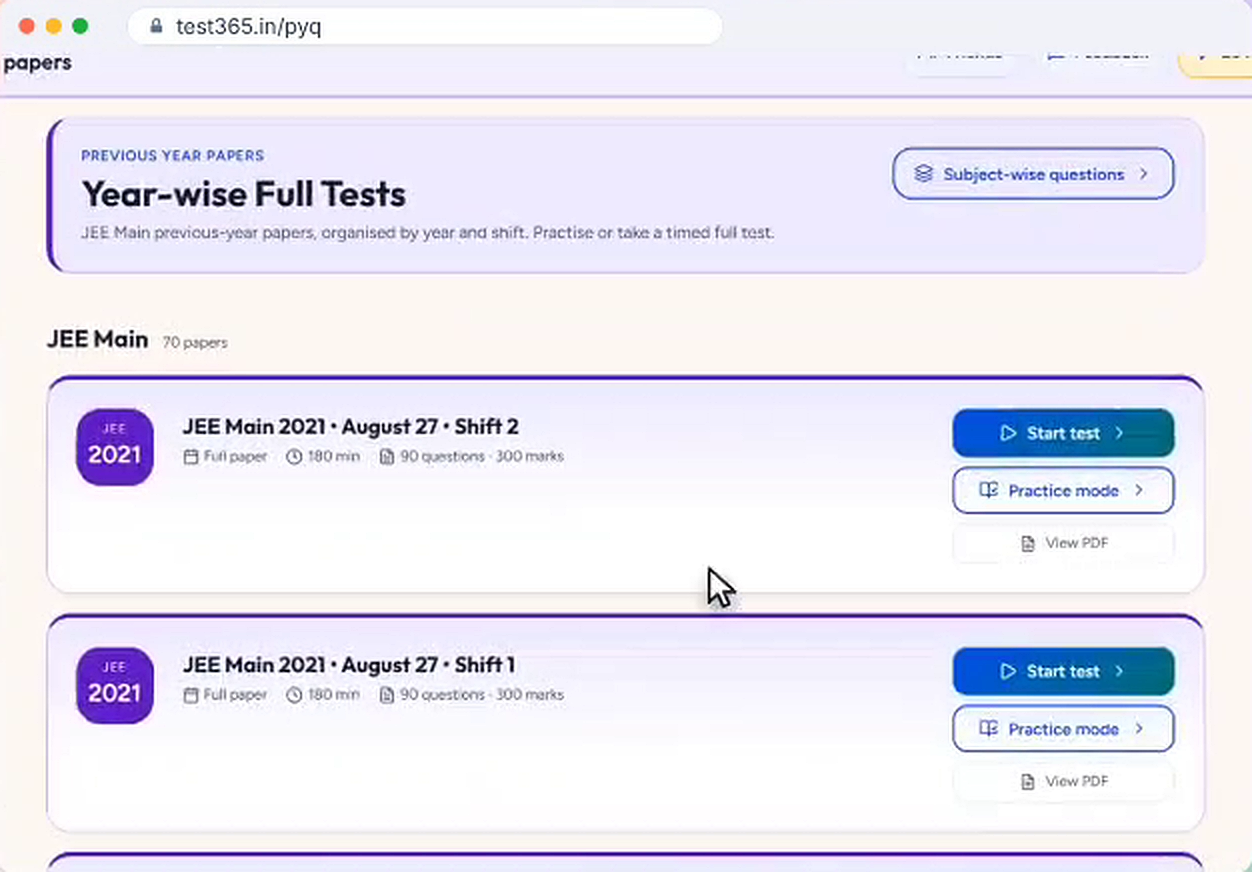 test365.in/pyq
papers
PREVIOUS YEAR PAPERS
Year-wise Full Tests
JEE Main previous-year papers, organised by year and shift. Practise or take a timed full test.
Subject-wise questions
JEE Main 70 papers
JEE
2021
JEE Main 2021 • August 27 • Shift 2
Full paper 180 min 90 questions · 300 marks
Start test
Practice mode
View PDF
JEE
2021
JEE Main 2021 • August 27 • Shift 1
Full paper 180 min 90 questions · 300 marks
Start test
Practice mode
View PDF